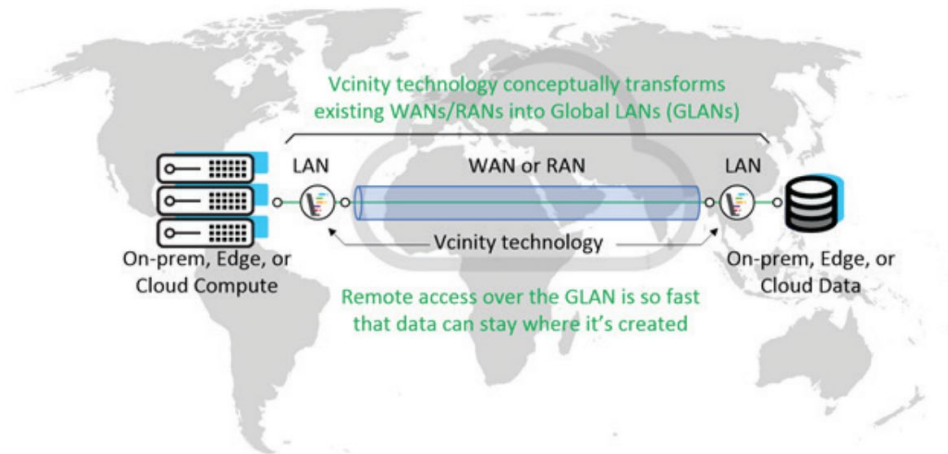 Vcinity technology conceptually transforms
existing WANs/RANs into Global LANs (GLANs)
LAN
WAN or RAN
LAN
Vcinity technology
On-prem, Edge, or
Cloud Compute
On-prem, Edge, or
Cloud Data
Remote access over the GLAN is so fast
that data can stay where it's created